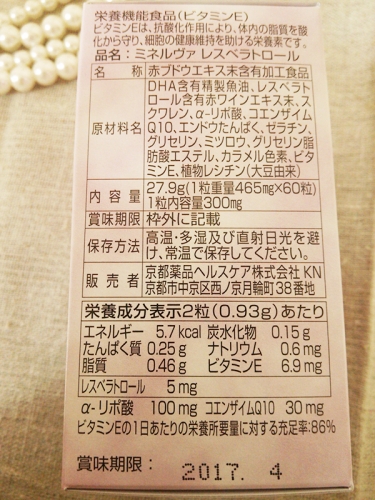 栄養機能食品(ビタミンE)
ビタミンEは、抗酸化作用により、体内の脂質を酸
化から守り、細胞の健康維持を助ける栄養素です。
品名：ミネルヴァ レスベラトロール
名称 赤ブドウエキス末含有加工食品
原材料名 DHA含有精製魚油、レスベラ
トロール含有赤ワインエキス末、ス
クワレン、α-リポ酸、コエンザイム
Q10、エンドウたんぱく、ゼラチン、
グリセリン、ミツロウ、グリセリン脂
肪酸エステル、カラメル色素、ビタ
ミンE、植物レシチン(大豆由来)
内容量 27.9g(1粒重量465mg×60粒)
1粒内容量300mg
賞味期限 枠外に記載
保存方法 高温・多湿及び直射日光を避
け、常温で保存してください。
販売者 京都薬品ヘルスケア株式会社 KN
京都市中京区西ノ京月輪町38番地
栄養成分表示2粒(0.93g)あたり
エネルギー 5.7kcal 炭水化物 0.15g
たんぱく質 0.25g ナトリウム 0.6mg
脂質 0.46g ビタミンE 6.9mg
レスベラトロール 5mg
α-リポ酸 100mg コエンザイムQ10 30mg
ビタミンEの1日あたりの栄養所要量に対する充足率:86%
賞味期限： 2017. 4